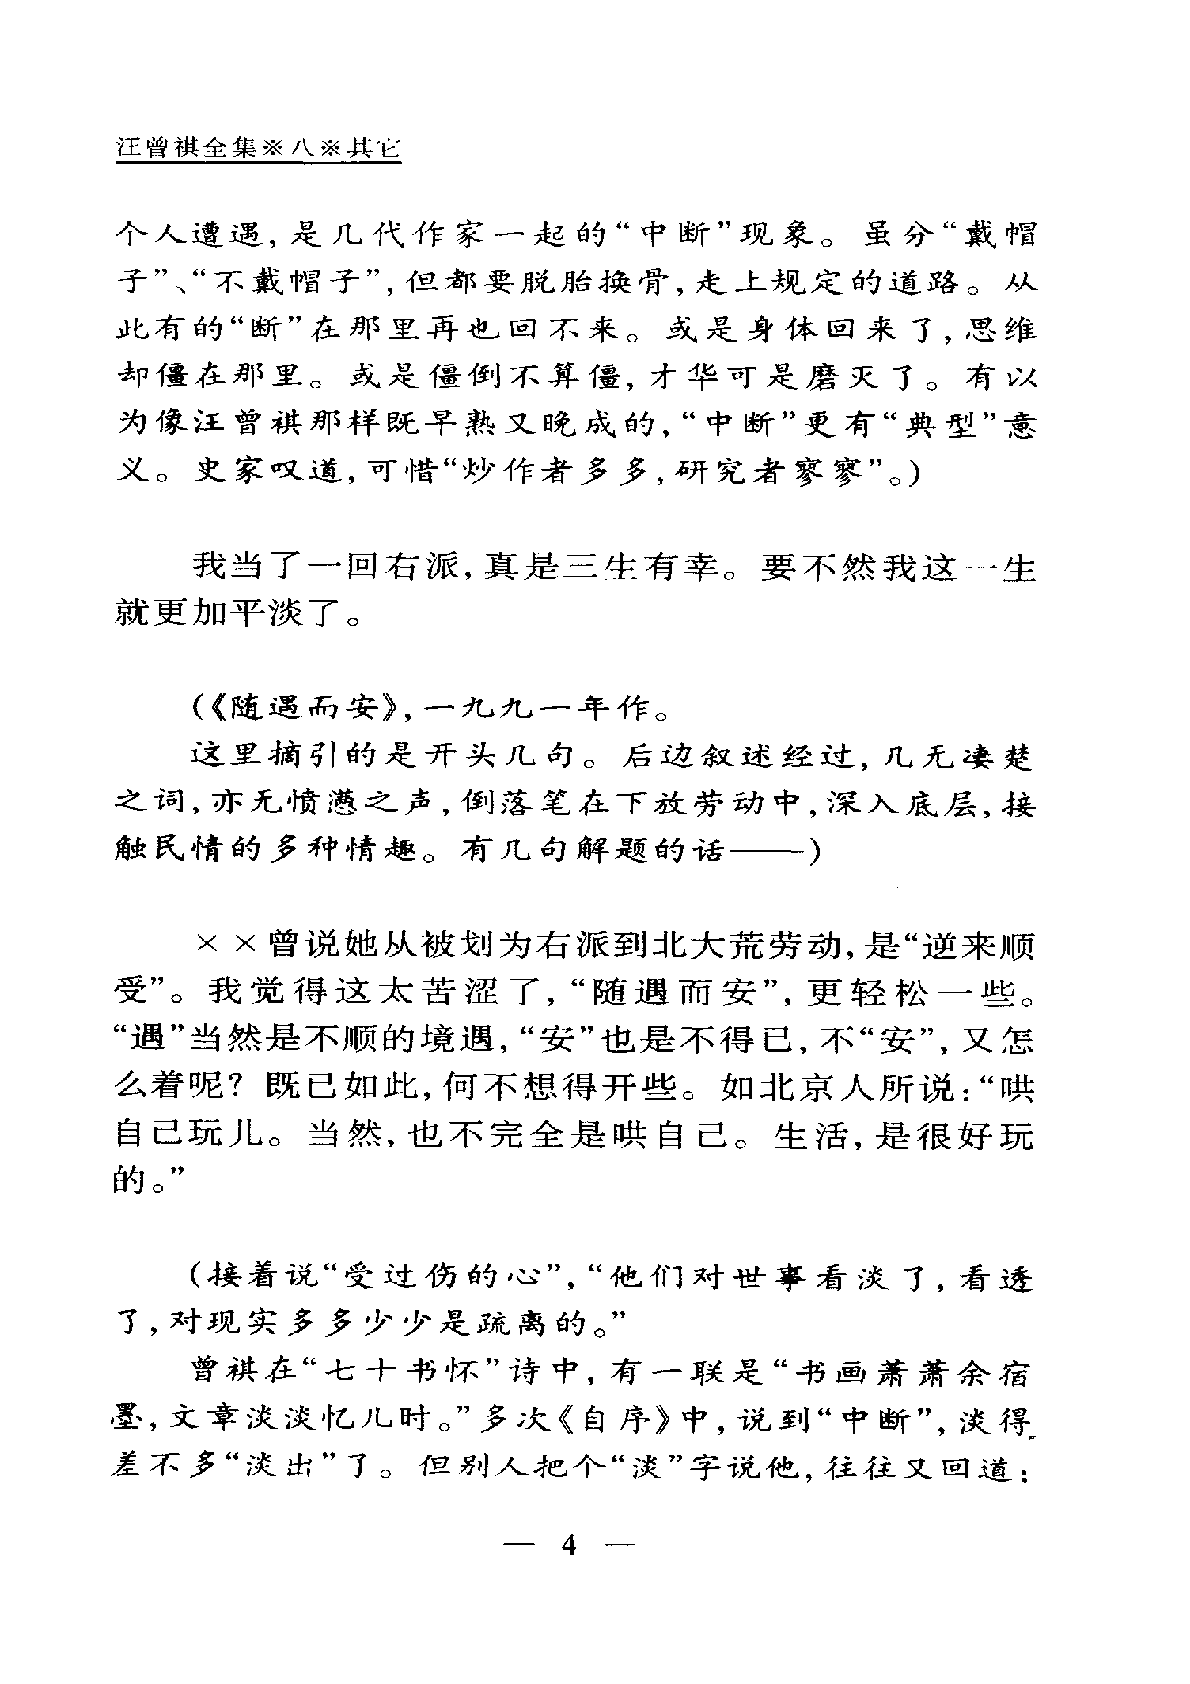 汪曾祺全集※八※其它
个人遭遇,是几代作家一起的“中断”现象。虽分“戴帽
子”、“不戴帽子”,但都要脱胎换骨,走上规定的道路。从
此有的“断”在那里再也回不来。或是身体回来了,思维
却僵在那里。或是僵倒不算僵,才华可是磨灭了。有以
为像汪曾祺那样既早熟又晚成的,“中断”更有“典型”意
义。史家叹道,可惜“炒作者多多,研究者寥寥”。)
我当了一回右派,真是三生有幸。要不然我这一生
就更加平淡了。
(《随遇而安》,一九九一年作。
这里摘引的是开头几句。后边叙述经过,几无凄楚
之词,亦无愤懑之声,倒落笔在下放劳动中,深入底层,接
触民情的多种情趣。有几句解题的话——)
××曾说她从被划为右派到北大荒劳动,是“逆来顺
受”。我觉得这太苦涩了,“随遇而安”,更轻松一些。
“遇”当然是不顺的境遇,“安”也是不得已,不“安”,又怎
么着呢?既已如此,何不想得开些。如北京人所说:“哄
自己玩儿。当然,也不完全是哄自己。生活,是很好玩
的。”
(接着说“受过伤的心”,“他们对世事看淡了,看透
了,对现实多多少少是疏离的。”
曾祺在“七十书怀”诗中,有一联是“书画萧萧余宿
墨,文章淡淡忆儿时。”多次《自序》中,说到“中断”,淡得
差不多“淡出”了。但别人把个“淡”字说他,往往又回道:
— 4 —